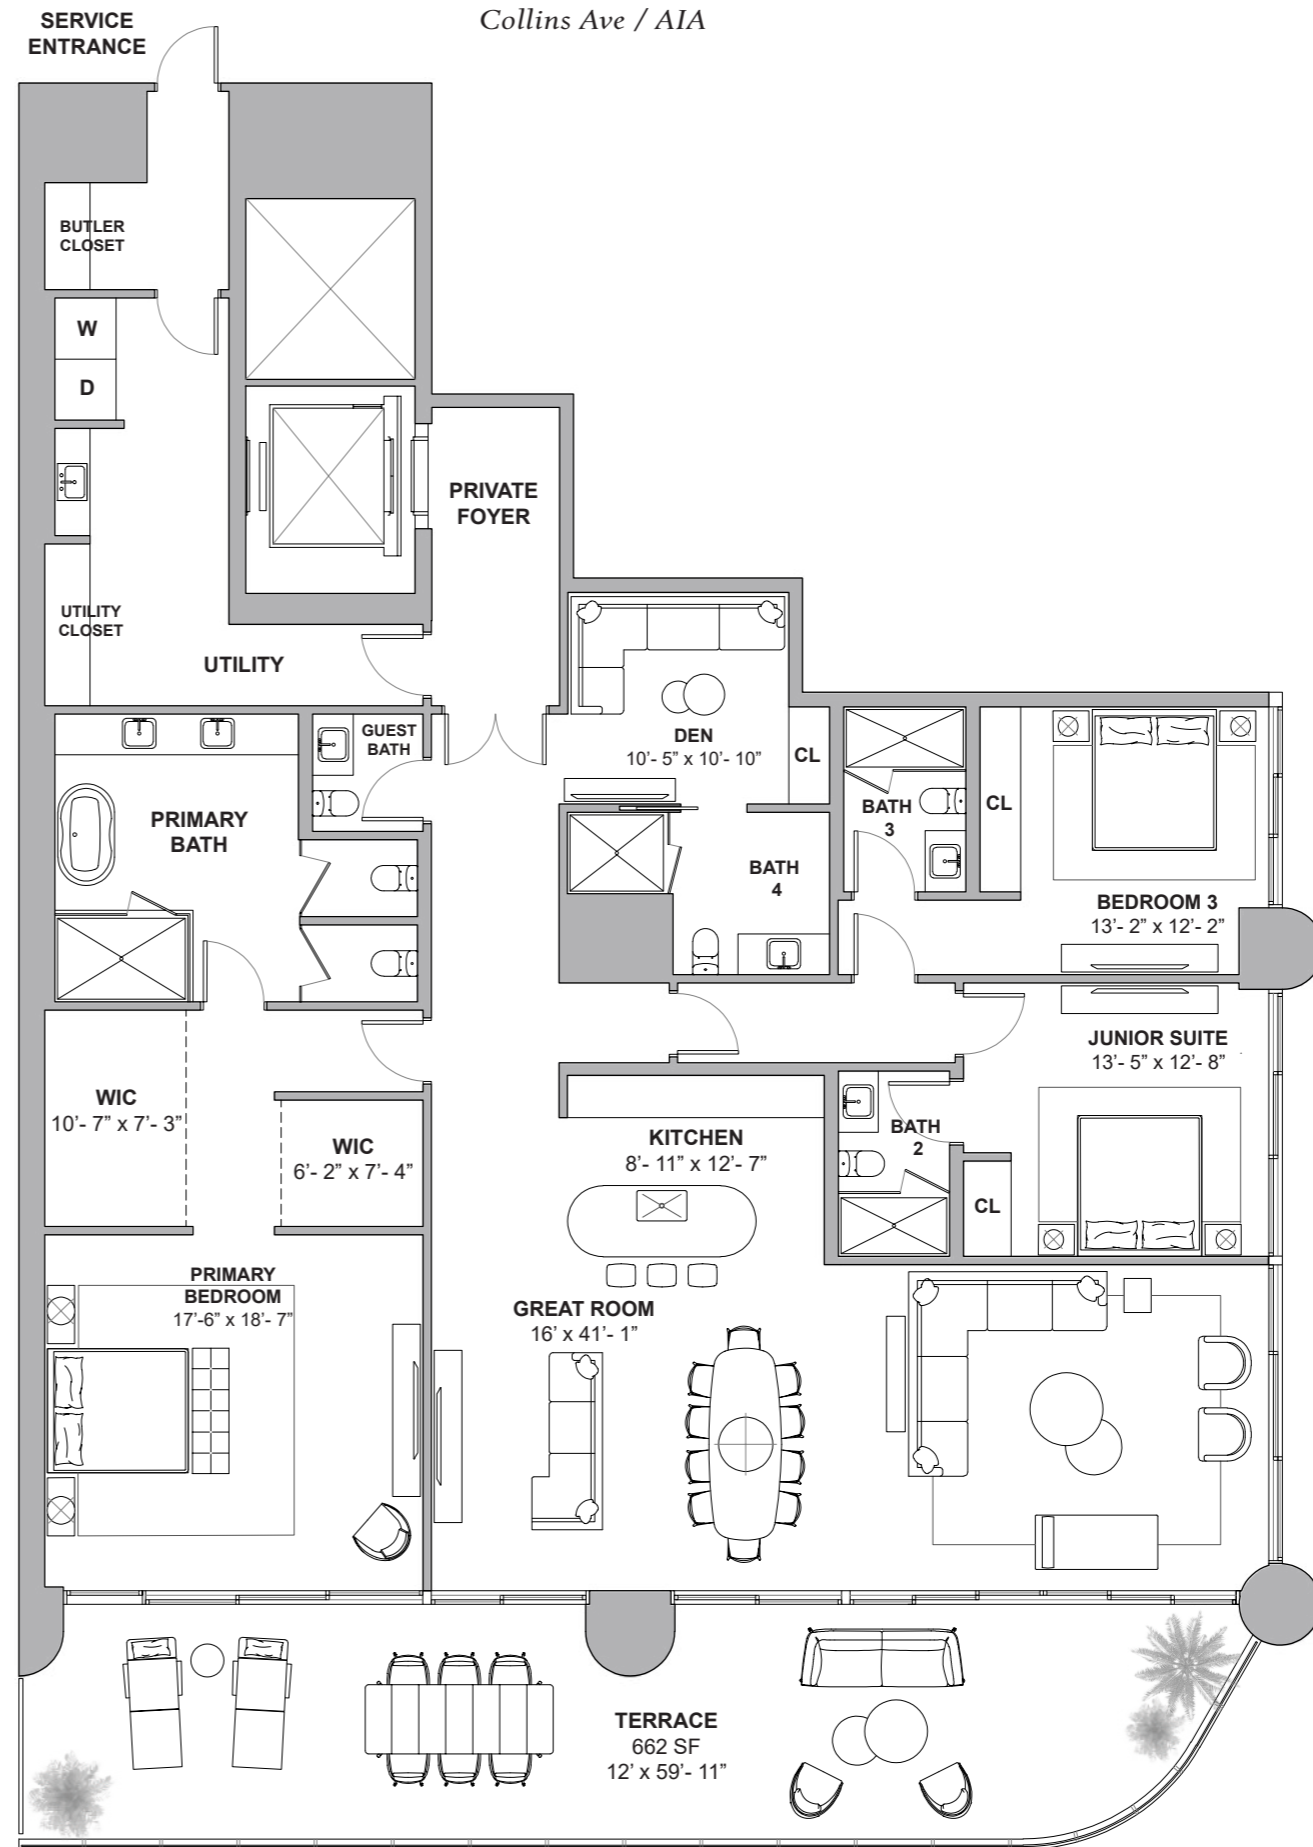 Collins Ave / AIA
SERVICE
ENTRANCE
BUTLER
CLOSET
W
D
PRIVATE
FOYER
UTILITY
CLOSET
UTILITY
GUEST
BATH
DEN
10'- 5” x 10'- 10”
CL
BATH
3
CL
PRIMARY
BATH
BATH
4
BEDROOM 3
13'- 2” x 12'- 2”
JUNIOR SUITE
13'- 5” x 12'- 8”
WIC
10'- 7” x 7'- 3”
WIC
6'- 2” x 7'- 4”
KITCHEN
8'- 11” x 12'- 7”
BATH
2
CL
PRIMARY
BEDROOM
17'-6” x 18'- 7”
GREAT ROOM
16' x 41'- 1”
TERRACE
662 SF
12' x 59'- 11”